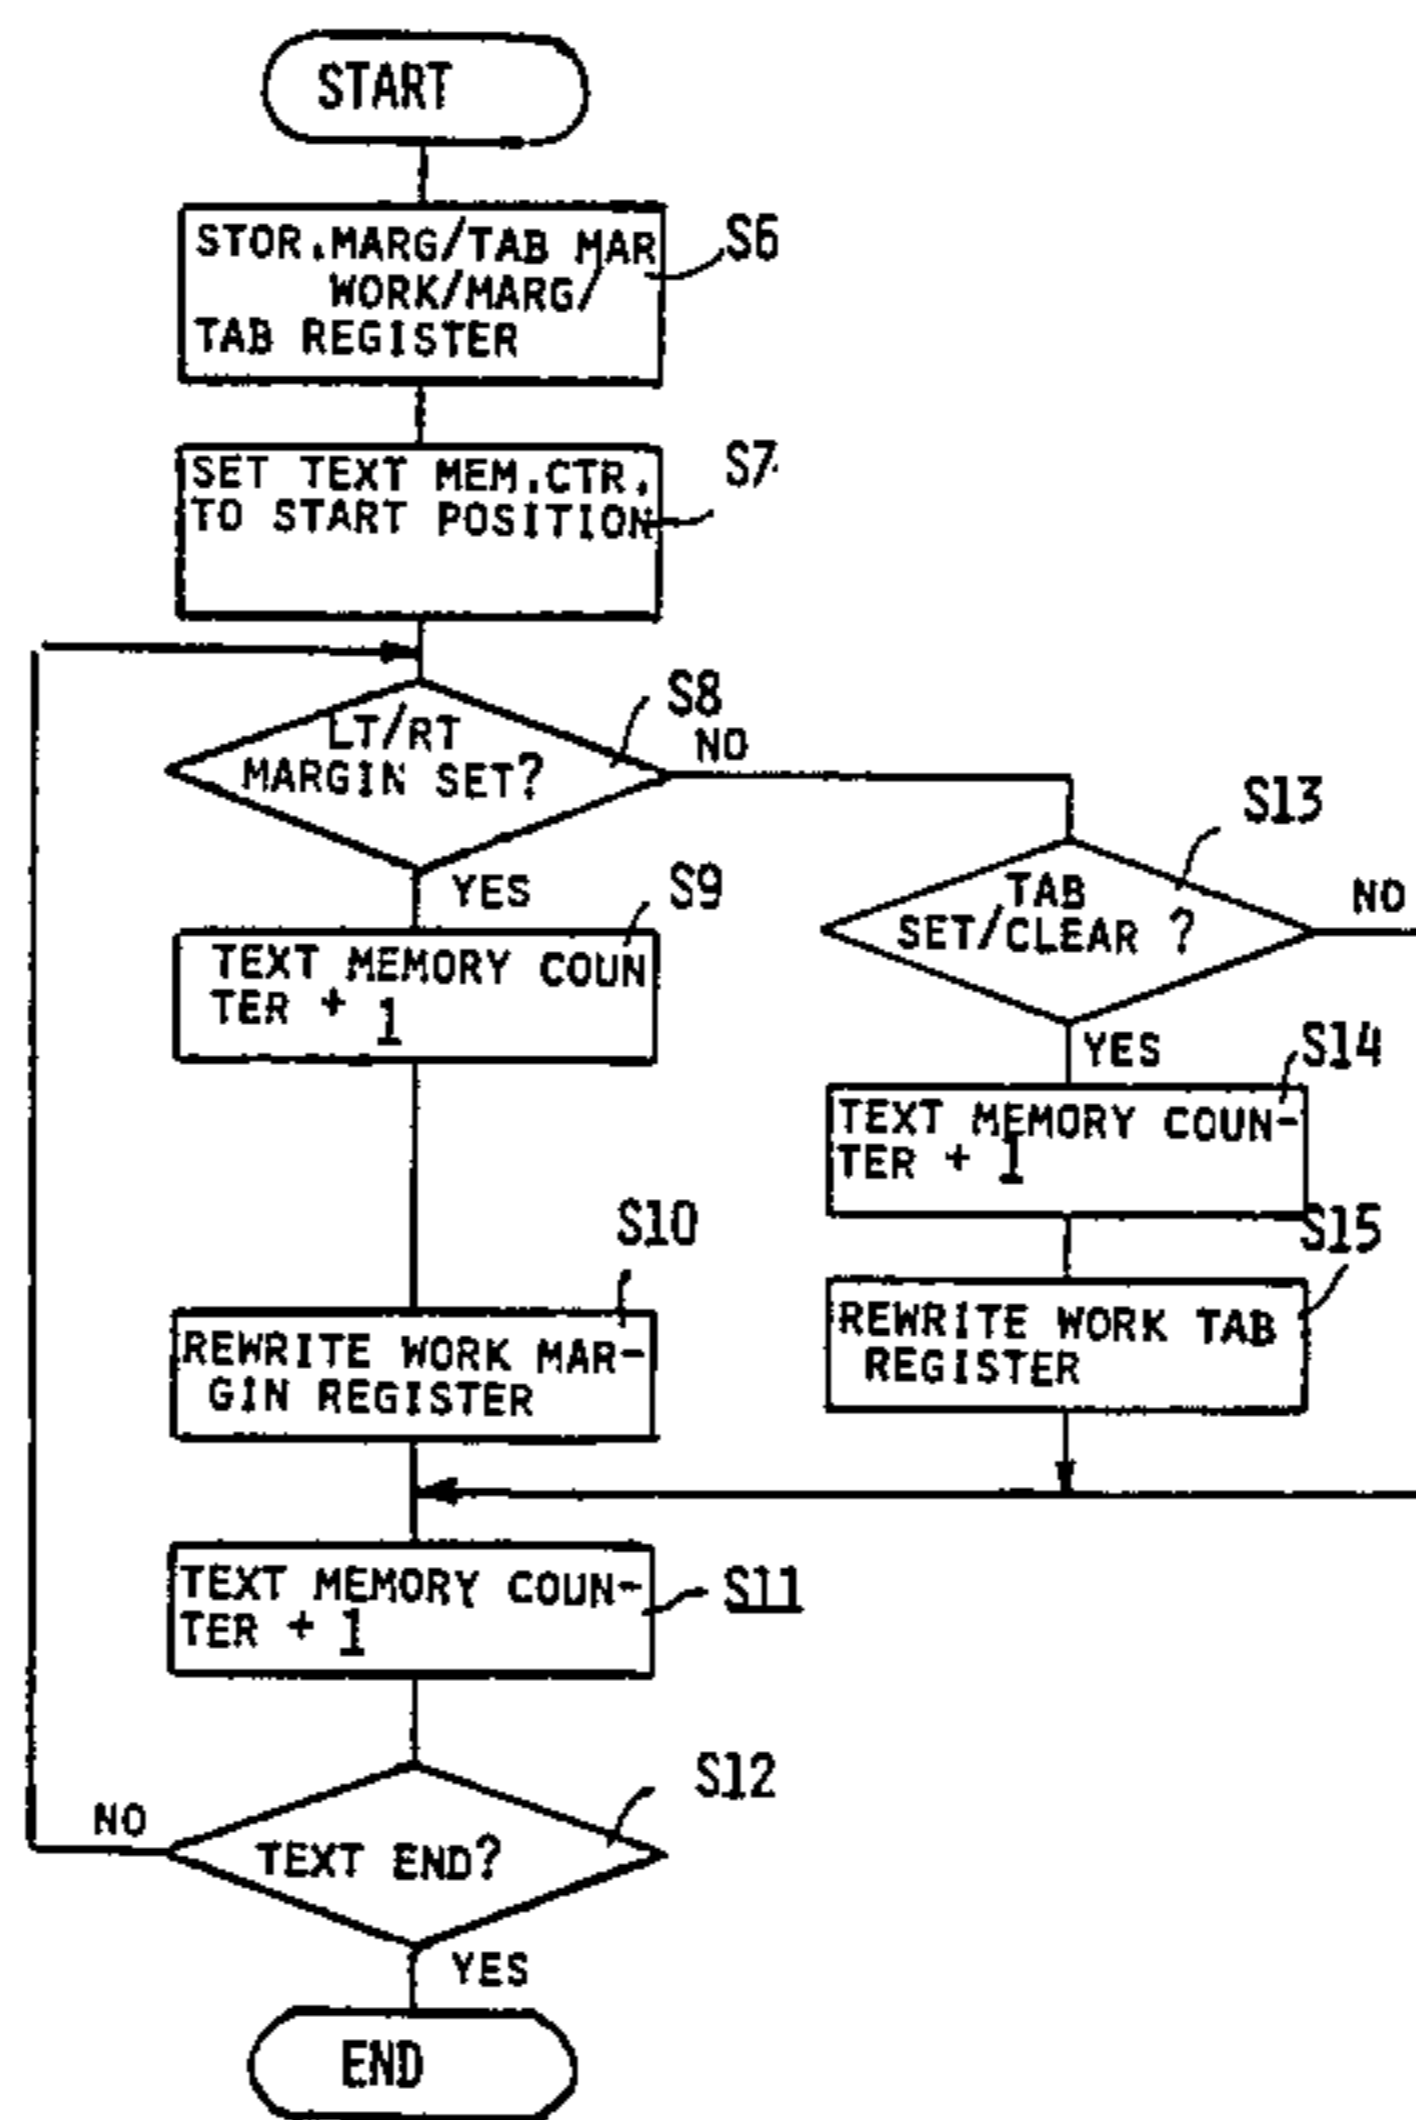 START
STOR.MARG/TAB MAR
WORK/MARG/
TAB REGISTER
S6
SET TEXT MEM.CTR.
TO START POSITION
S7
LT/RT
MARGIN SET?
S8
NO
YES
TEXT MEMORY COUN
TER + 1
S9
REWRITE WORK MAR-
GIN REGISTER
S10
TAB
SET/CLEAR ?
S13
NO
YES
TEXT MEMORY COUN-
TER + 1
S14
REWRITE WORK TAB
REGISTER
S15
TEXT MEMORY COUN-
TER + 1
S11
TEXT END?
S12
NO
YES
END